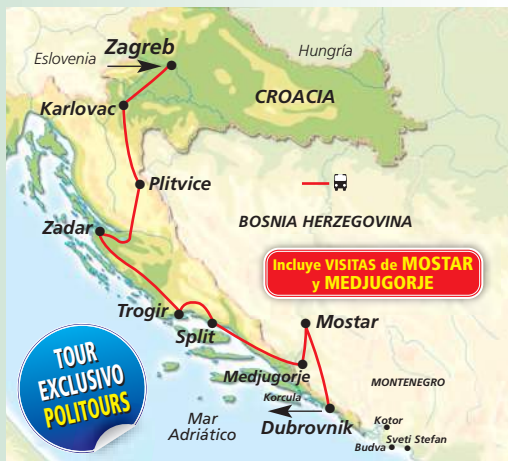 Eslovenia
Zagreb
Hungria
CROACIA
Karlovac
Plitvice
BOSNIA HERZEGOVINA
Zadar
Incluye VISITAS de MOSTAR
y MEDJUGORJE
Trogir
Split
Mostar
TOUR
EXCLUSIVO
POLITOURS
Medjugorje
MONTENEGRO
Korcula
Mar
Adriático
Dubrovnik
Kotor
Budva
Sveti Stefan